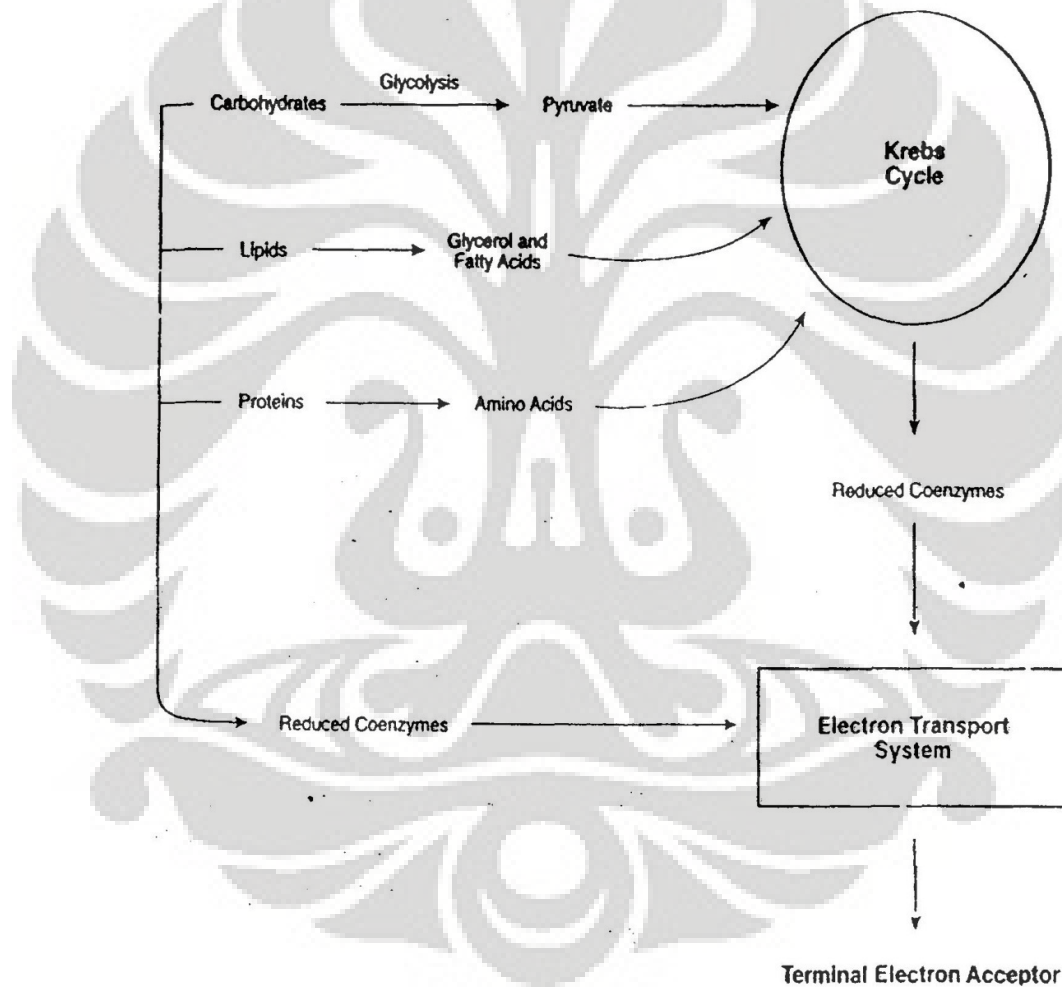 Glycolysis
Carbohydrates
Pyruvate
Krebs
Cycle
Lipids
Glycerol and
Fatty Acids
Proteins
Amino Acids
Reduced Coenzymes
Reduced Coenzymes
Electron Transport
System
Terminal Electron Acceptor